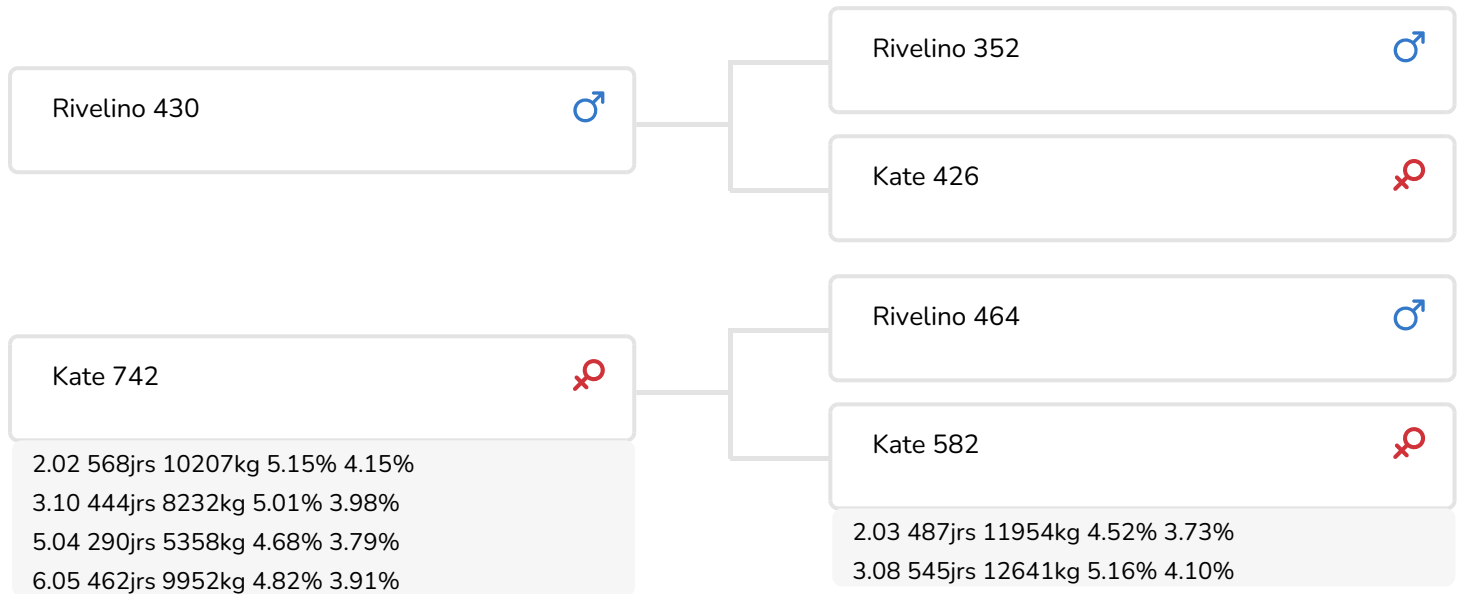 Rivelino 430
Rivelino 352
Kate 426
Kate 742
2.02 568jrs 10207kg 5.15% 4.15%
3.10 444jrs 8232kg 5.01% 3.98%
5.04 290jrs 5358kg 4.68% 3.79%
6.05 462jrs 9952kg 4.82% 3.91%
Rivelino 464
Kate 582
2.03 487jrs 11954kg 4.52% 3.73%
3.08 545jrs 12641kg 5.16% 4.10%